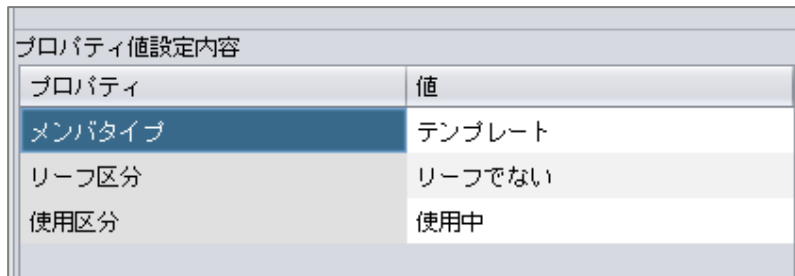 プロパティ値設定内容
プロパティ 値
メンバタイプ テンプレート
リーフ区分 リーフでない
使用区分 使用中